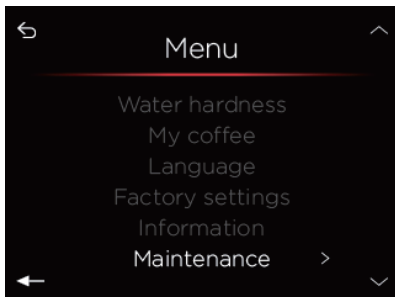 Menu
Water hardness
My coffee
Language
Factory settings
Information
Maintenance >